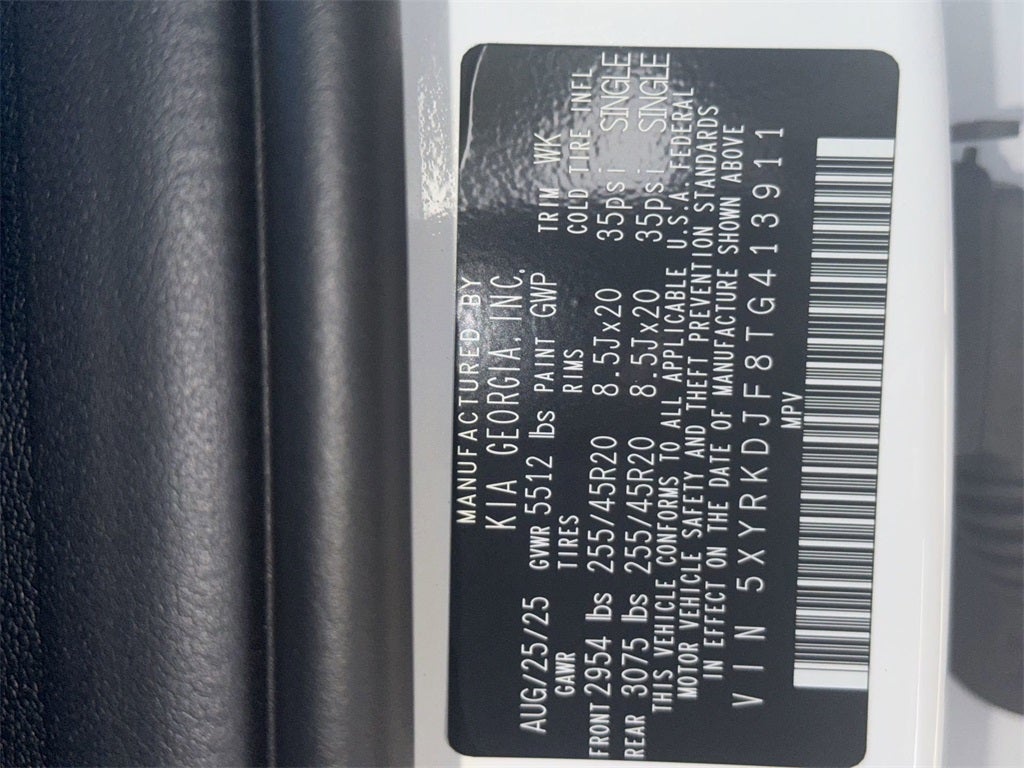 MANUFACTURED BY
KIA GEORGIA, INC.
AUG/25/25 GVWR 5512 lbs PAINT GWP TRIM WK
GAWR TIRES RIMS COLD TIRE INFL
FRONT 2954 lbs 255/45R20 8.5Jx20 35psi SINGLE
REAR 3075 lbs 255/45R20 8.5Jx20 35psi SINGLE
THIS VEHICLE CONFORMS TO ALL APPLICABLE U.S.A. FEDERAL
MOTOR VEHICLE SAFETY AND THEFT PREVENTION STANDARDS
IN EFFECT ON THE DATE OF MANUFACTURE SHOWN ABOVE
VIN 5XYRKDJF8TG413911
MPV